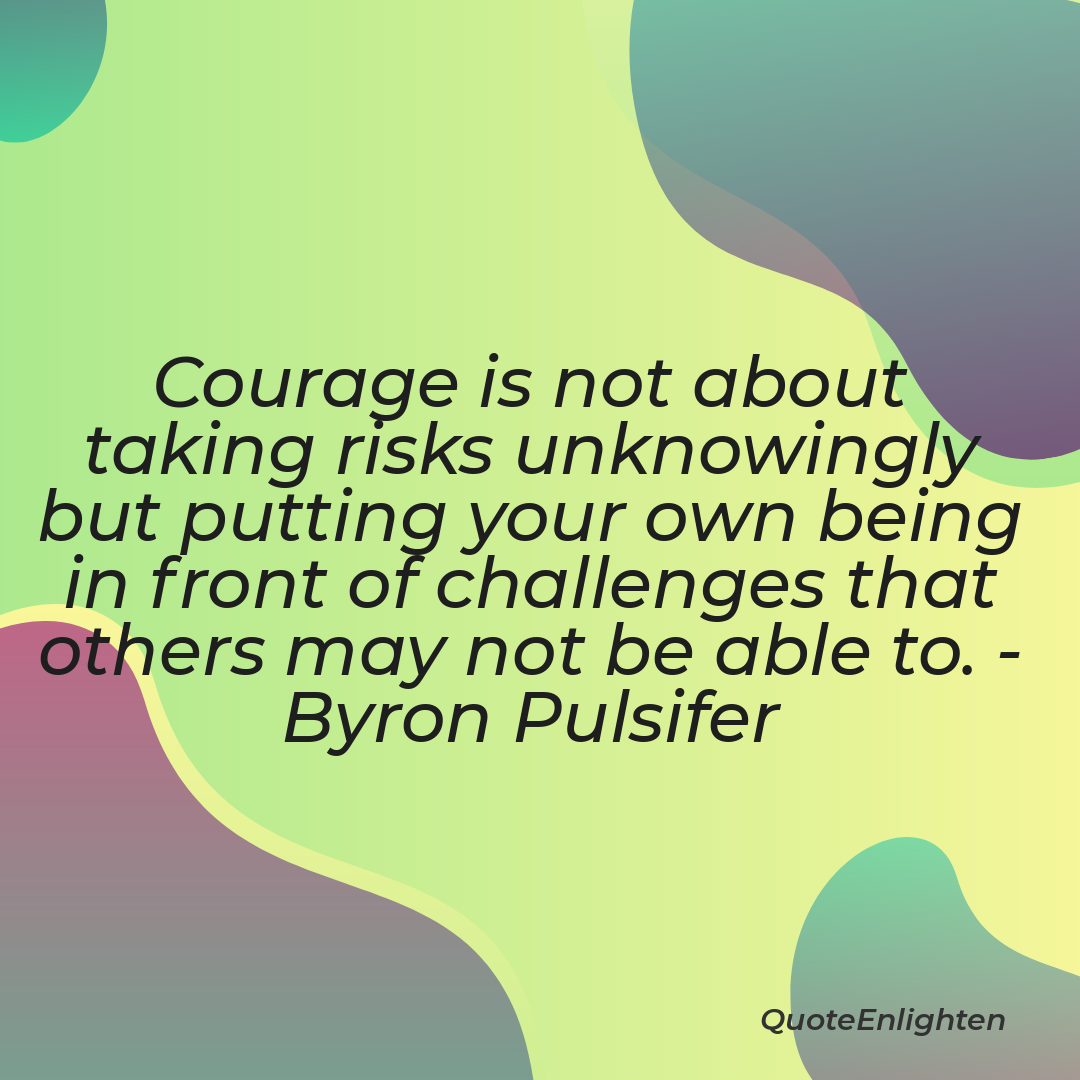 Courage is not about
taking risks unknowingly
but putting your own being
in front of challenges that
others may not be able to. -
Byron Pulsifer
QuoteEnlighten